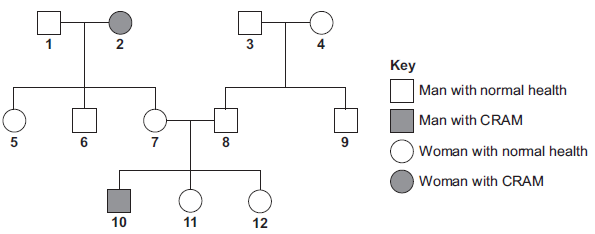 1 2 3 4
Key
Man with normal health
Man with CRAM
5 6 7 8 9
Woman with normal health
Woman with CRAM
10 11 12